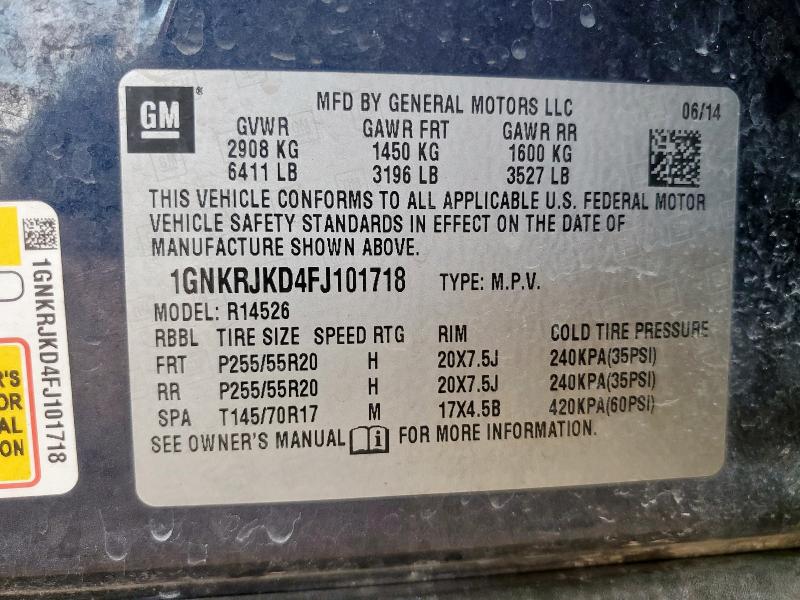 GM
MFD BY GENERAL MOTORS LLC 06/14
GVWR GAWR FRT GAWR RR
2908 KG 1450 KG 1600 KG
6411 LB 3196 LB 3527 LB
THIS VEHICLE CONFORMS TO ALL APPLICABLE U.S. FEDERAL MOTOR
VEHICLE SAFETY STANDARDS IN EFFECT ON THE DATE OF
MANUFACTURE SHOWN ABOVE.
1GNKRJKD4FJ101718 TYPE: M.P.V.
MODEL: R14526
RBBL TIRE SIZE SPEED RTG RIM COLD TIRE PRESSURE
FRT P255/55R20 H 20X7.5J 240KPA(35PSI)
RR P255/55R20 H 20X7.5J 240KPA(35PSI)
SPA T145/70R17 M 17X4.5B 420KPA(60PSI)
SEE OWNER'S MANUAL FOR MORE INFORMATION.
1GNKRJKD4FJ101718
R'S
OR
AL
ON